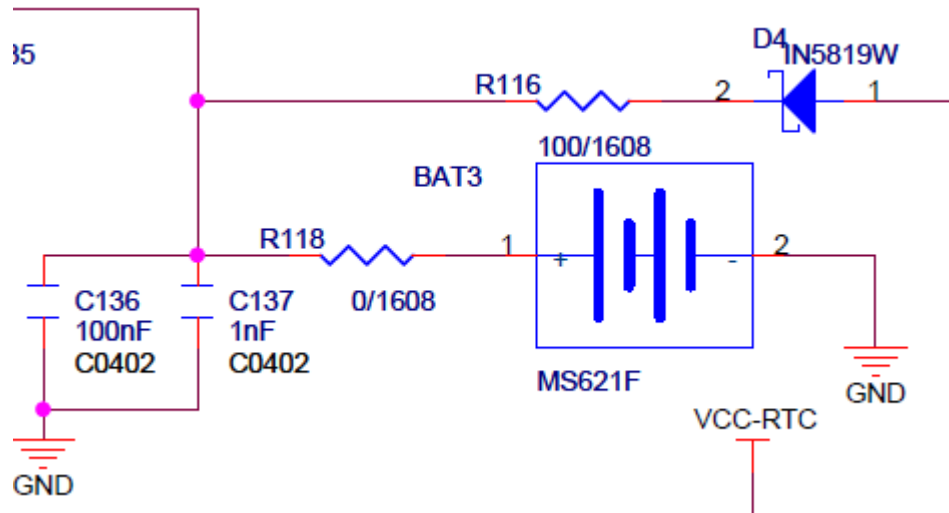 D4
IN5819W
35
R116
2
1
100/1608
BAT3
R118
1
+
-
2
C136
C137
0/1608
100nF
1nF
C0402
C0402
MS621F
GND
VCC-RTC
GND